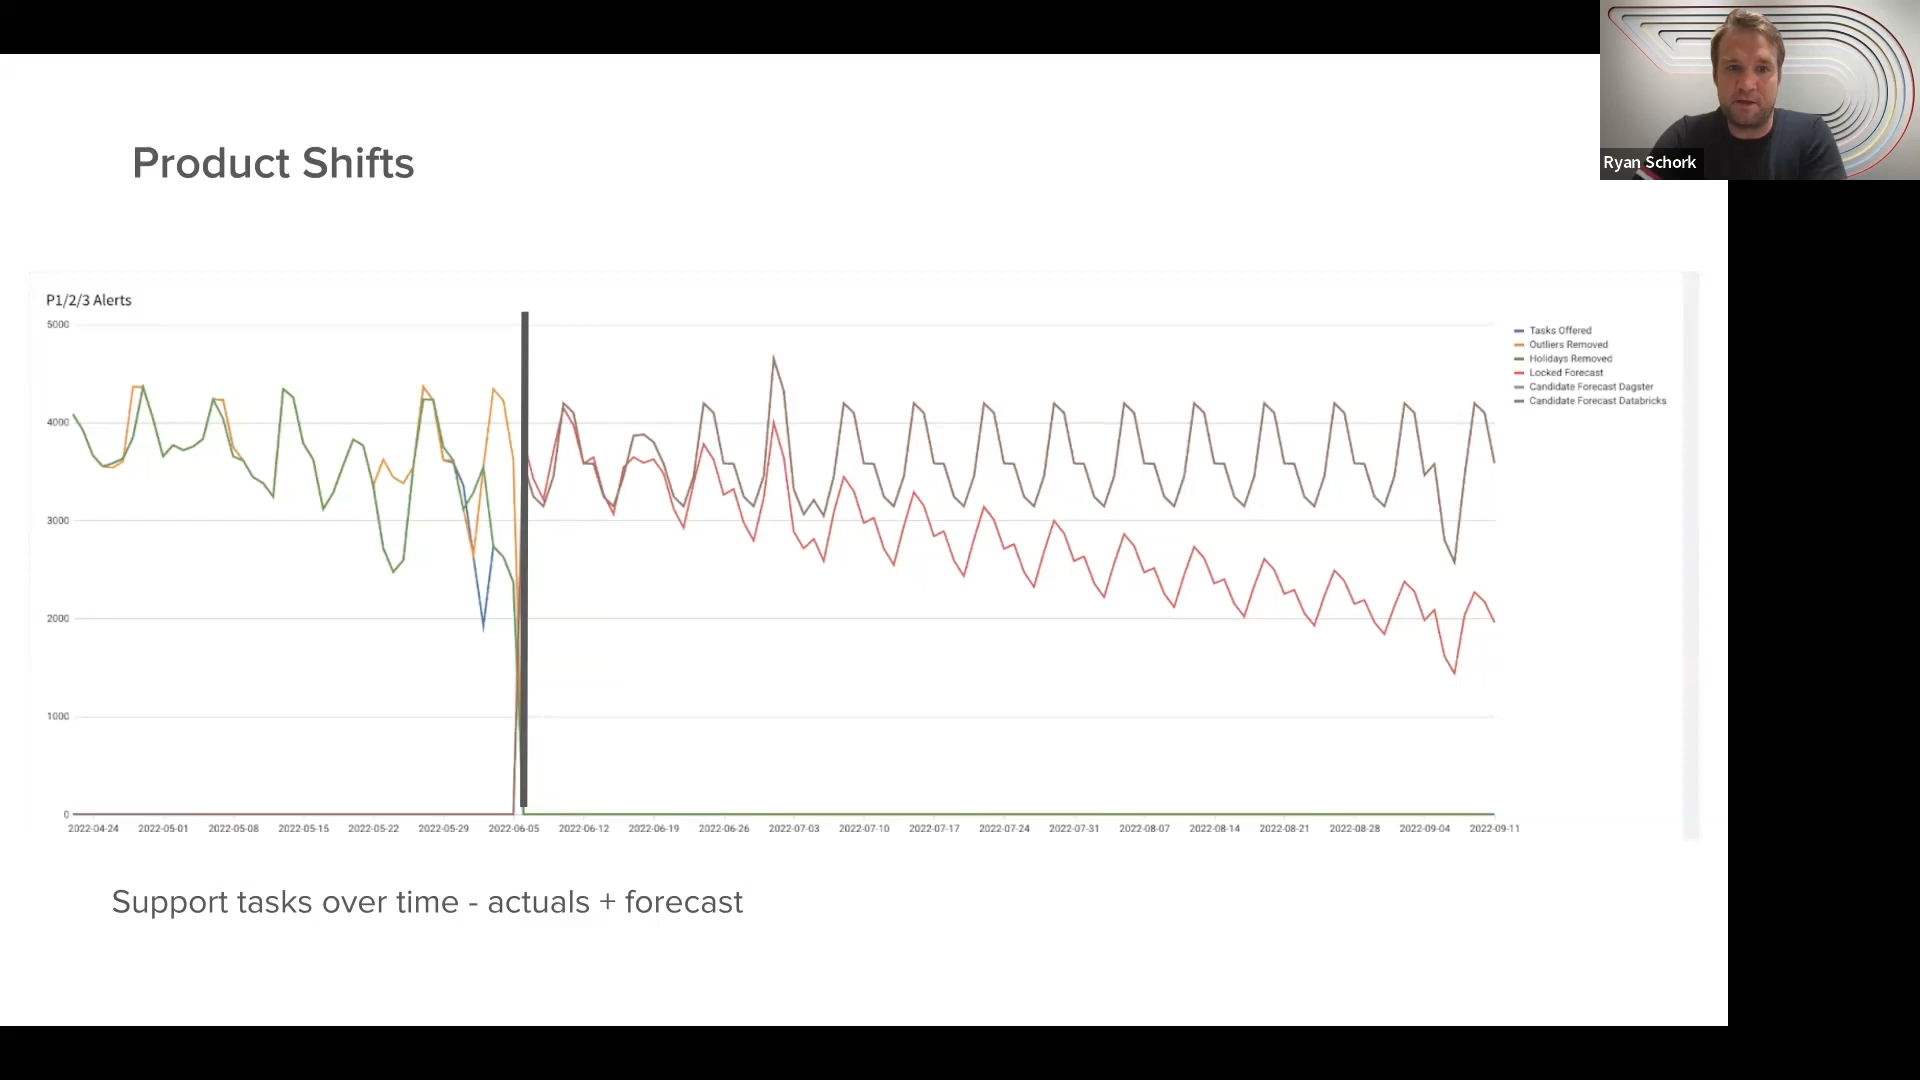 Ryan Schork
Product Shifts
P1/2/3 Alerts
5000
4000
3000
2000
1000
0
2022-04-24 2022-05-01 2022-05-08 2022-05-15 2022-05-22 2022-05-29 2022-06-05 2022-06-12 2022-06-19 2022-06-26 2022-07-03 2022-07-10 2022-07-17 2022-07-24 2022-07-31 2022-08-07 2022-08-14 2022-08-21 2022-08-28 2022-09-04 2022-09-11
Tasks Offered
Outliers Removed
Holidays Removed
Locked Forecast
Candidate Forecast Dagster
Candidate Forecast Databricks
Support tasks over time - actuals + forecast